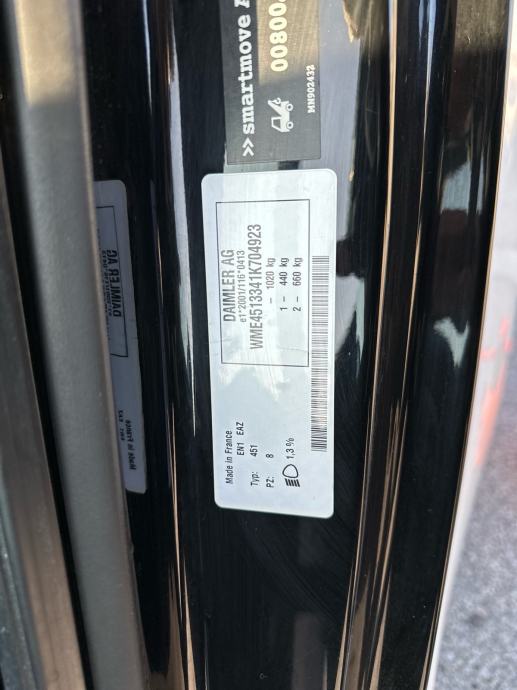 >> smartmove
00800
MN902432
DAIMLER AG
e1*2001/116*0413
WME4513341K704923
– 1020 kg
1 – 440 kg
2 – 660 kg
Made in France
EN1 EAZ
Typ: 451
PZ: 8
1,3 %